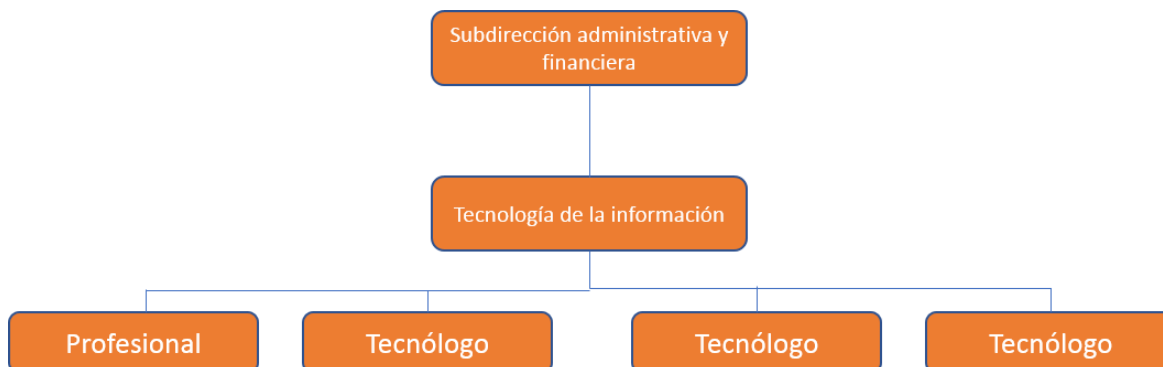 Subdirección administrativa y
financiera
Tecnología de la información
Profesional
Tecnólogo
Tecnólogo
Tecnólogo